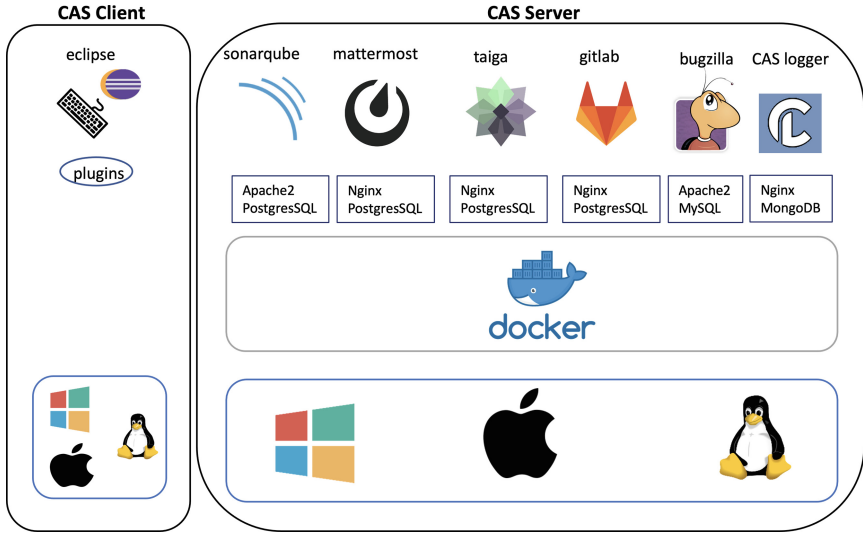 CAS Client
CAS Server
eclipse
plugins
sonarqube
mattermost
taiga
gitlab
bugzilla
CAS logger
Apache2
PostgresSQL
Nginx
PostgresSQL
Nginx
PostgresSQL
Nginx
PostgresSQL
Apache2
MySQL
Nginx
MongoDB
docker